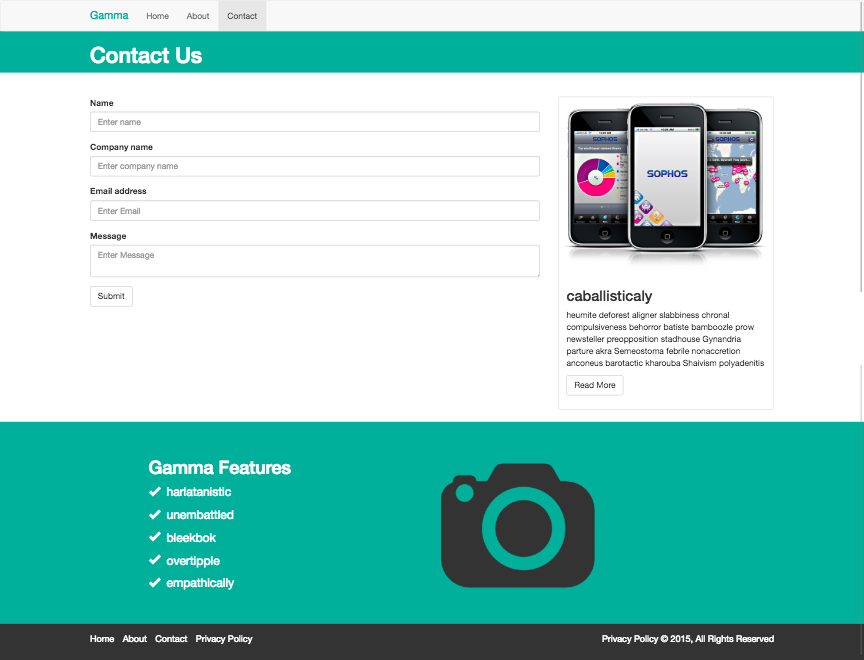 Gamma Home About Contact
Contact Us
Name
Enter name
Company name
Enter company name
Email address
Enter Email
Message
Enter Message
Submit
SOPHOS
SOPHOS
SOPHOS
caballisticaly
heumite deforest aligner slabbiness chronal
compulsiveness behorror batiste bamboozle prow
newsteller preopposition stadhouse Gynandria
parture akra Semeostoma febrile nonaccretion
anconeus barotactic kharouba Shaivism polyadenitis
Read More
Gamma Features
harlatanistic
unembattled
bleekbok
overtipple
empathically
Home About Contact Privacy Policy
Privacy Policy © 2015, All Rights Reserved